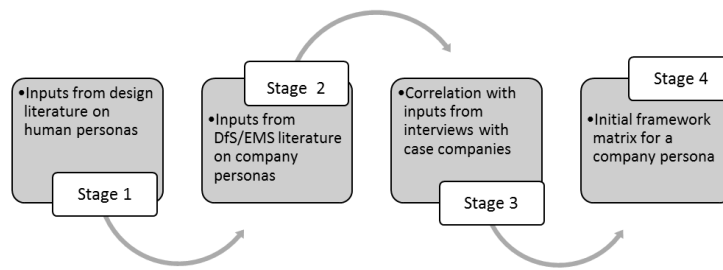 •Inputs from design
literature on
human personas
Stage 1
Stage 2
•Inputs from
DfS/EMS literature
on company
personas
•Correlation with
inputs from
interviews with
case companies
Stage 3
Stage 4
•Initial framework
matrix for a
company persona